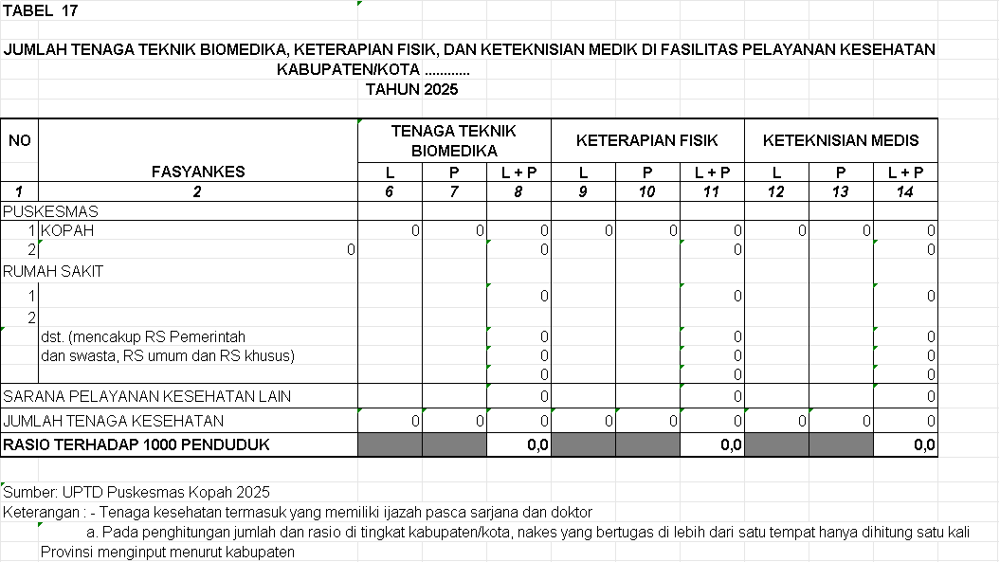 TABEL 17
JUMLAH TENAGA TEKNIK BIOMEDIKA, KETERAPIAN FISIK, DAN KETEKNISIAN MEDIK DI FASILITAS PELAYANAN KESEHATAN
KABUPATEN/KOTA ............
TAHUN 2025
NO FASYANKES TENAGA TEKNIK BIOMEDIKA KETERAPIAN FISIK KETEKNISIAN MEDIS
L P L + P L P L + P L P L + P
1 2 6 7 8 9 10 11 12 13 14
PUSKESMAS
1 KOPAH 0 0 0 0 0 0 0 0 0
2 0 0 0 0
RUMAH SAKIT
1 0 0 0
2
dst. (mencakup RS Pemerintah 0 0 0
dan swasta, RS umum dan RS khusus) 0 0 0
0 0 0
SARANA PELAYANAN KESEHATAN LAIN 0 0 0
JUMLAH TENAGA KESEHATAN 0 0 0 0 0 0 0 0 0
RASIO TERHADAP 1000 PENDUDUK 0,0 0,0 0,0
Sumber: UPTD Puskesmas Kopah 2025
Keterangan : - Tenaga kesehatan termasuk yang memiliki ijazah pasca sarjana dan doktor
a. Pada penghitungan jumlah dan rasio di tingkat kabupaten/kota, nakes yang bertugas di lebih dari satu tempat hanya dihitung satu kali
Provinsi menginput menurut kabupaten